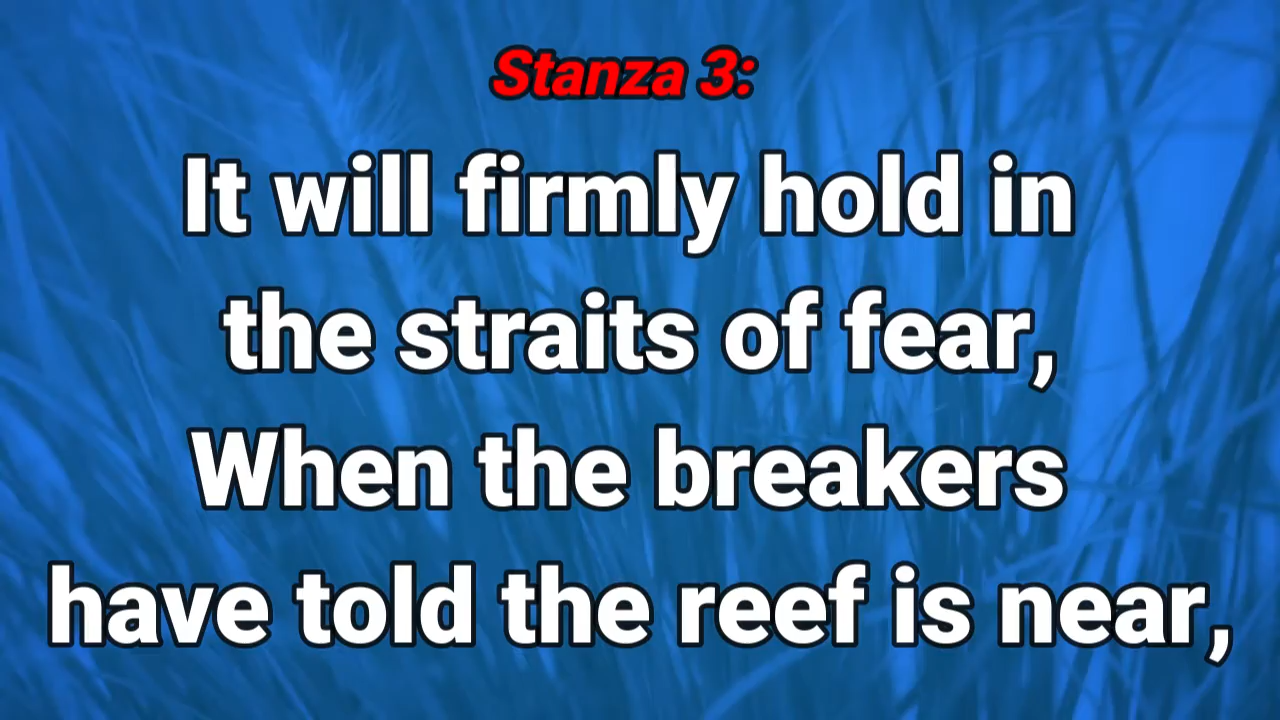 Stanza 3:
It will firmly hold in
the straits of fear,
When the breakers
have told the reef is near,